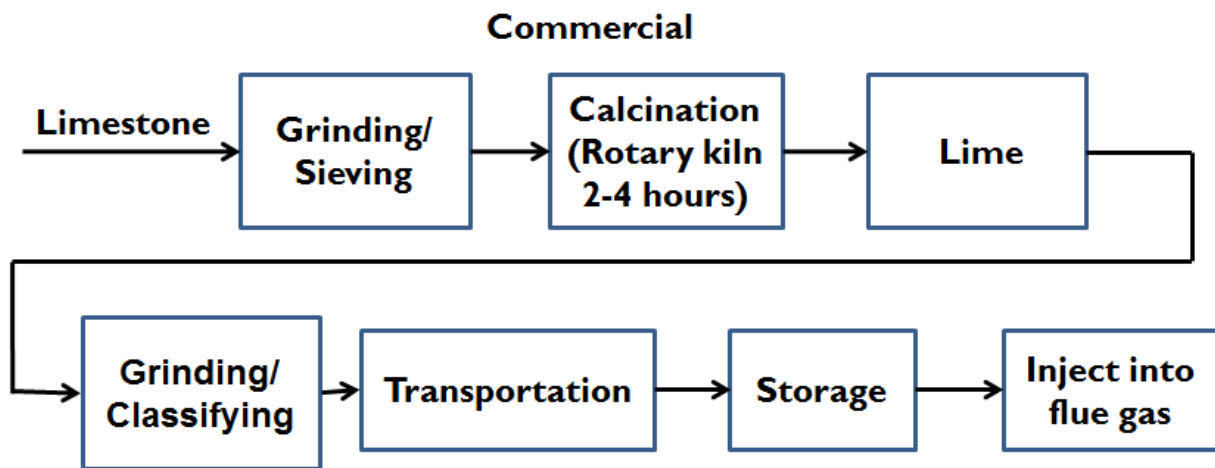 Commercial
Limestone
Grinding/
Sieving
Calcination
(Rotary kiln
2-4 hours)
Lime
Grinding/
Classifying
Transportation
Storage
Inject into
flue gas